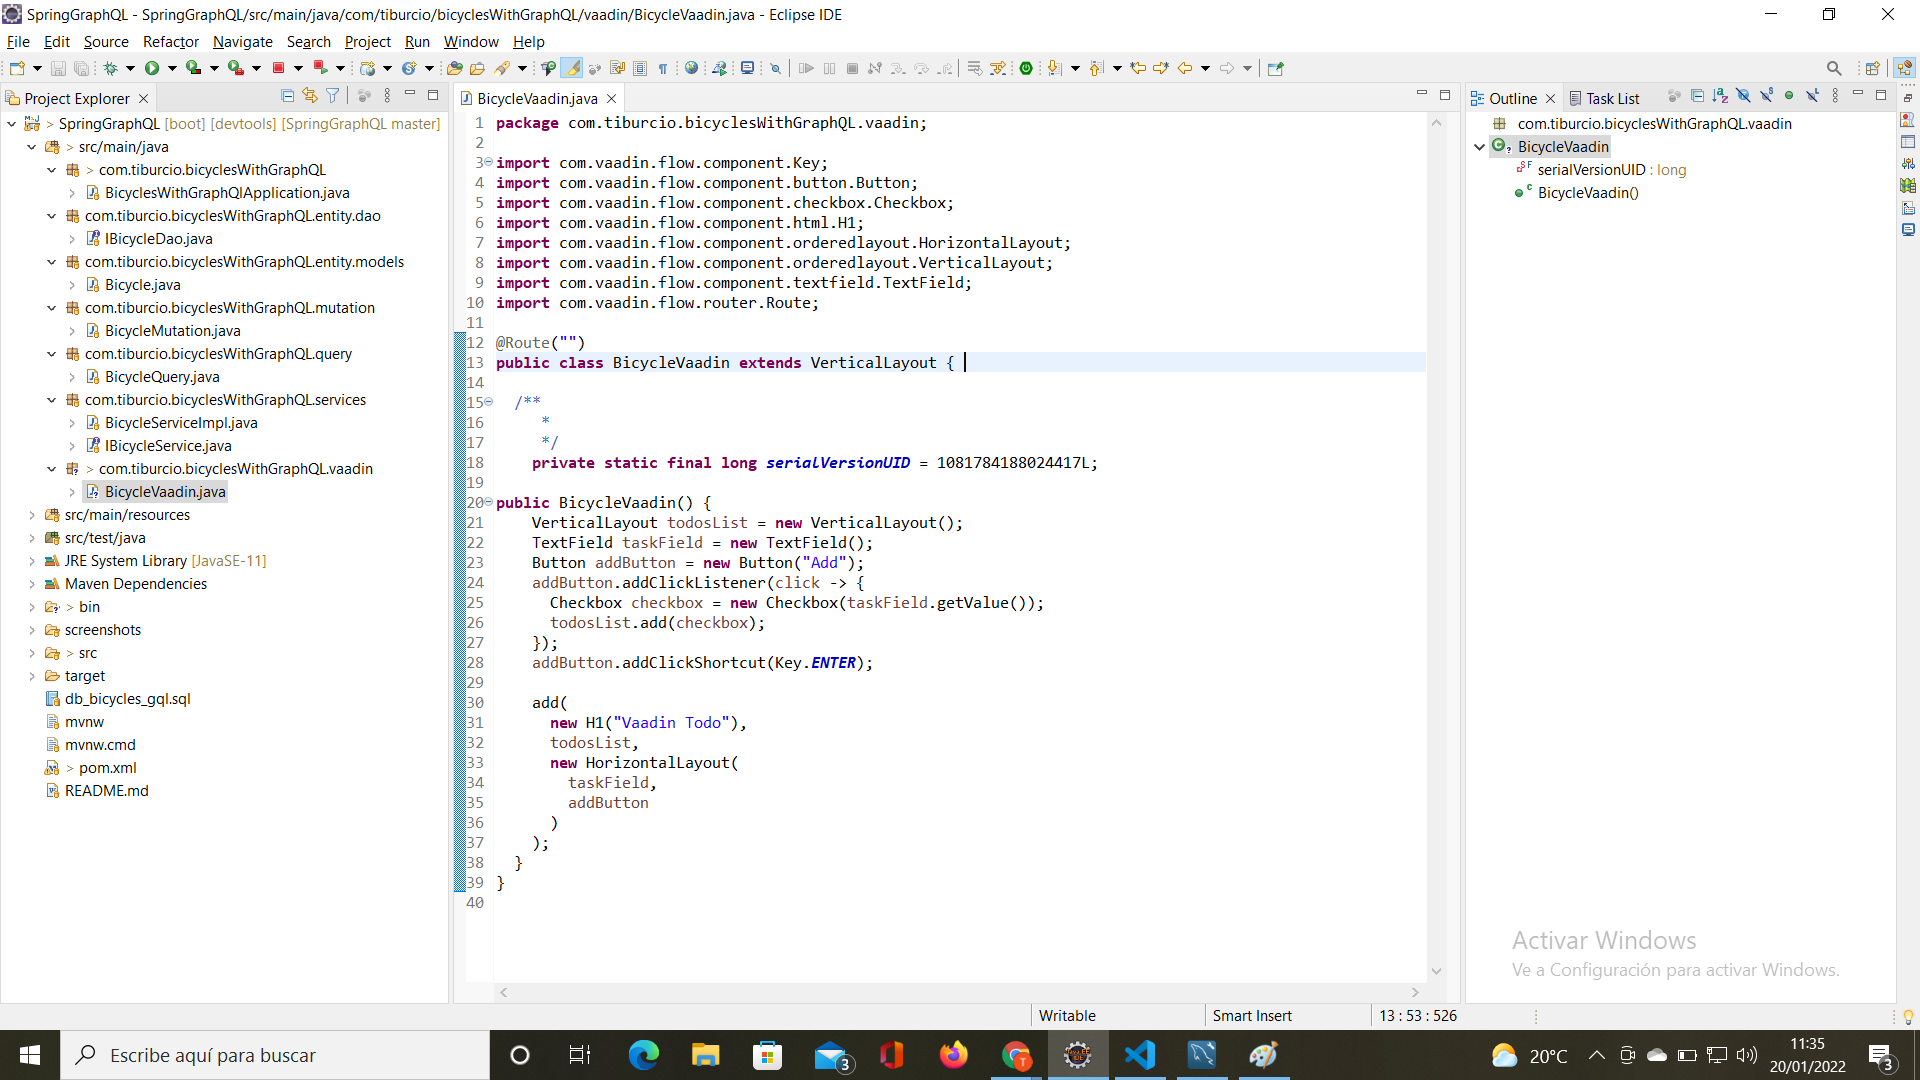 SpringGraphQL - SpringGraphQL/src/main/java/com/tiburcio/bicyclesWithGraphQL/vaadin/BicycleVaadin.java - Eclipse IDE
File Edit Source Refactor Navigate Search Project Run Window Help
Project Explorer
> SpringGraphQL [boot] [devtools] [SpringGraphQL master]
> src/main/java
> com.tiburcio.bicyclesWithGraphQL
BicyclesWithGraphQlApplication.java
com.tiburcio.bicyclesWithGraphQL.entity.dao
IBicycleDao.java
com.tiburcio.bicyclesWithGraphQL.entity.models
Bicycle.java
com.tiburcio.bicyclesWithGraphQL.mutation
BicycleMutation.java
com.tiburcio.bicyclesWithGraphQL.query
BicycleQuery.java
com.tiburcio.bicyclesWithGraphQL.services
BicycleServiceImpl.java
IBicycleService.java
> com.tiburcio.bicyclesWithGraphQL.vaadin
BicycleVaadin.java
src/main/resources
src/test/java
JRE System Library [JavaSE-11]
Maven Dependencies
> bin
screenshots
> src
target
db_bicycles_gql.sql
mvnw
mvnw.cmd
> pom.xml
README.md
BicycleVaadin.java
1 package com.tiburcio.bicyclesWithGraphQL.vaadin;
2
3 import com.vaadin.flow.component.Key;
4 import com.vaadin.flow.component.button.Button;
5 import com.vaadin.flow.component.checkbox.Checkbox;
6 import com.vaadin.flow.component.html.H1;
7 import com.vaadin.flow.component.orderedlayout.HorizontalLayout;
8 import com.vaadin.flow.component.orderedlayout.VerticalLayout;
9 import com.vaadin.flow.component.textfield.TextField;
10 import com.vaadin.flow.router.Route;
11
12 @Route("")
13 public class BicycleVaadin extends VerticalLayout {
14
15 /**
16 *
17 */
18 private static final long serialVersionUID = 1081784188024417L;
19
20 public BicycleVaadin() {
21 VerticalLayout todosList = new VerticalLayout();
22 TextField taskField = new TextField();
23 Button addButton = new Button("Add");
24 addButton.addClickListener(click -> {
25 Checkbox checkbox = new Checkbox(taskField.getValue());
26 todosList.add(checkbox);
27 });
28 addButton.addClickShortcut(Key.ENTER);
29
30 add(
31 new H1("Vaadin Todo"),
32 todosList,
33 new HorizontalLayout(
34 taskField,
35 addButton
36 )
37 );
38 }
39 }
40
Outline Task List
com.tiburcio.bicyclesWithGraphQL.vaadin
BicycleVaadin
serialVersionUID : long
BicycleVaadin()
Activar Windows
Ve a Configuración para activar Windows.
Writable Smart Insert 13 : 53 : 526
Escribe aquí para buscar
3
T
20°C
11:35
20/01/2022
3